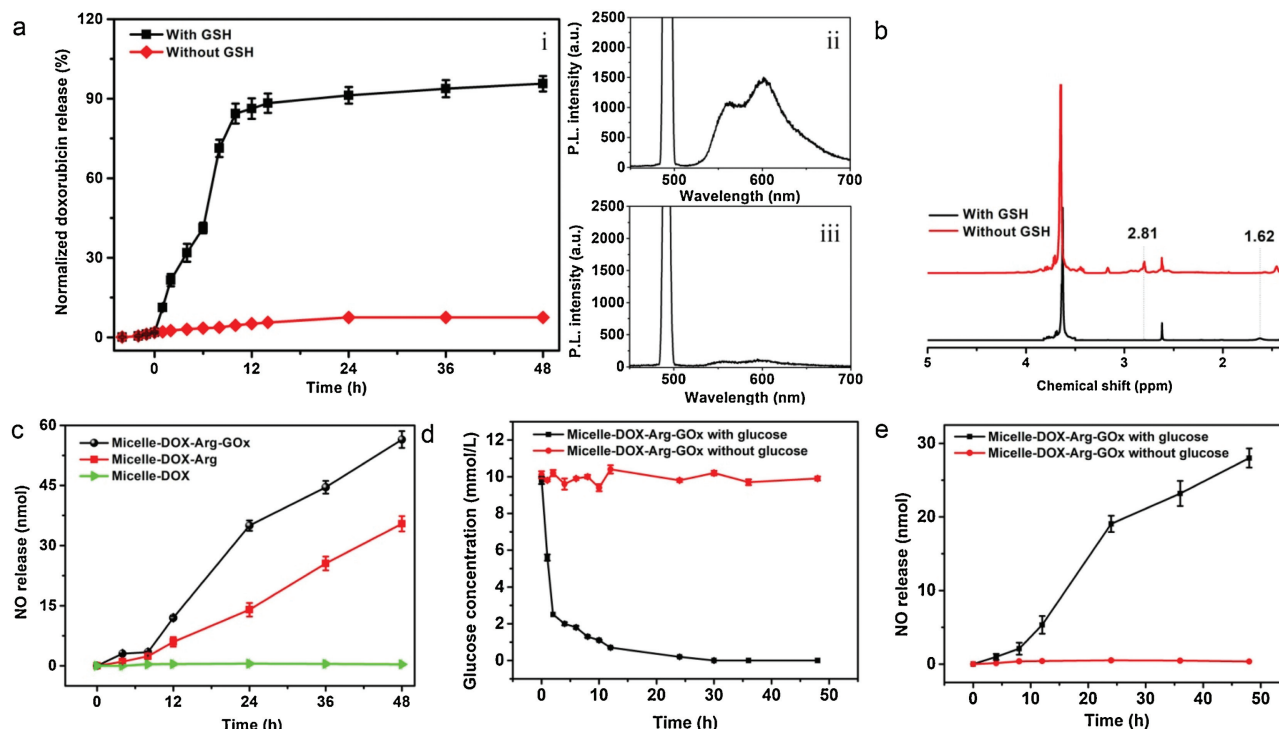 a
i
With GSH
Without GSH
Normalized doxorubicin release (%)
120
90
60
30
0
0 12 24 36 48
Time (h)
ii
P.L. intensity (a.u.)
2500
2000
1500
1000
500
0
500 600 700
Wavelength (nm)
iii
P.L. intensity (a.u.)
2500
2000
1500
1000
500
0
500 600 700
Wavelength (nm)
b
With GSH
Without GSH
2.81
1.62
5 4 3 2
Chemical shift (ppm)
c
Micelle-DOX-Arg-GOx
Micelle-DOX-Arg
Micelle-DOX
NO release (nmol)
60
45
30
15
0
0 12 24 36 48
Time (h)
d
Micelle-DOX-Arg-GOx with glucose
Micelle-DOX-Arg-GOx without glucose
Glucose concentration (mmol/L)
14
12
10
8
6
4
2
0
0 10 20 30 40 50
Time (h)
e
Micelle-DOX-Arg-GOx with glucose
Micelle-DOX-Arg-GOx without glucose
NO release (nmol)
30
20
10
0
0 10 20 30 40 50
Time (h)